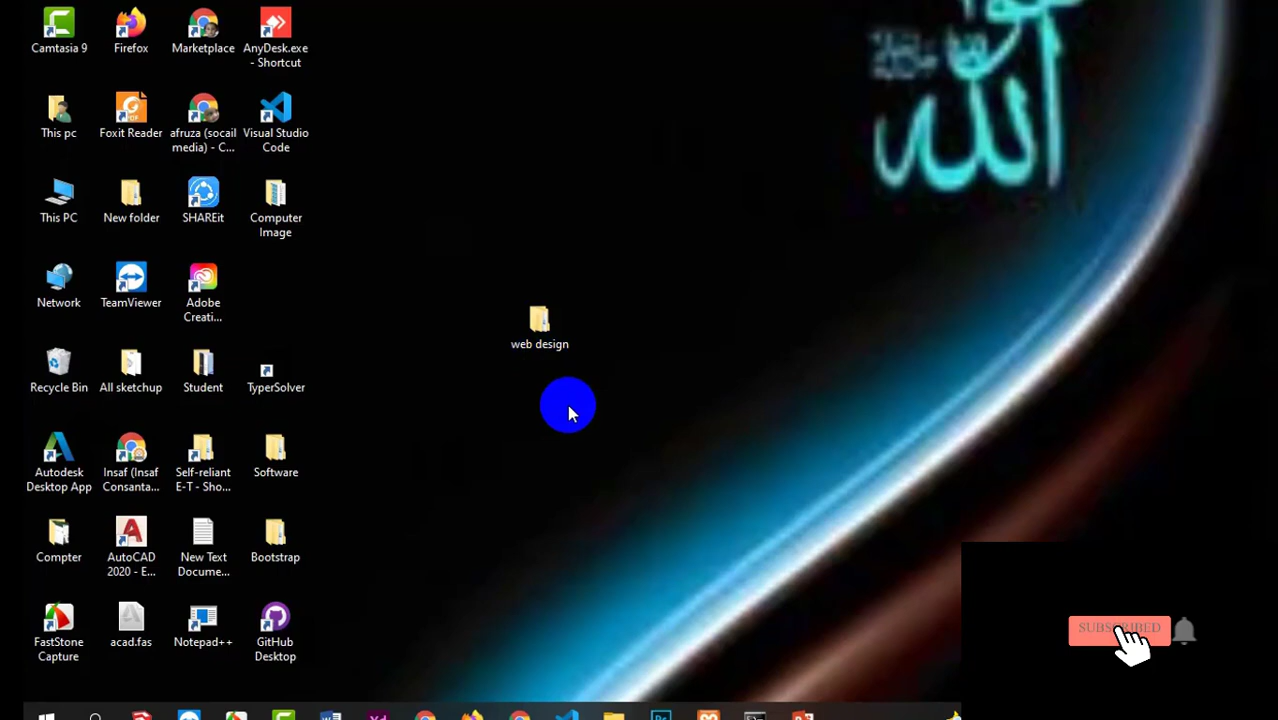 Camtasia 9
Firefox
Marketplace
AnyDesk.exe
- Shortcut
This pc
Foxit Reader
afruza (socail
media) - C...
Visual Studio
Code
This PC
New folder
SHAREit
Computer
Image
Network
TeamViewer
Adobe
Creati...
web design
Recycle Bin
All sketchup
Student
TyperSolver
Autodesk
Desktop App
Insaf (Insaf
Consanta...
Self-reliant
E-T - Sho...
Software
Compter
AutoCAD
2020 - E...
New Text
Docume...
Bootstrap
FastStone
Capture
acad.fas
Notepad++
GitHub
Desktop
الله
SUBSCRIBED